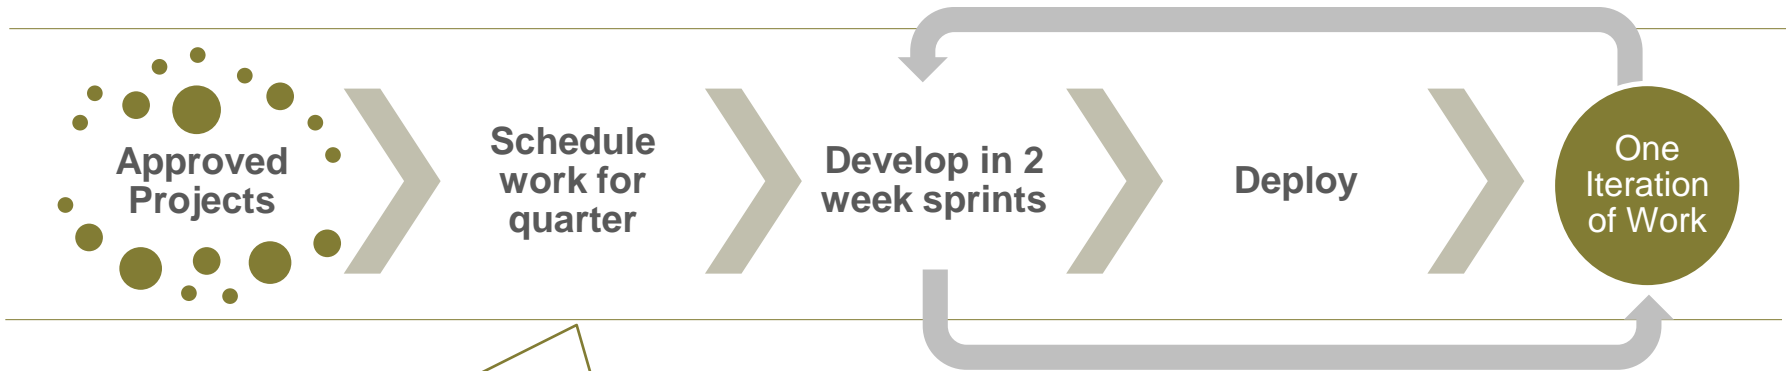 Approved
Projects
Schedule
work for
quarter
Develop in 2
week sprints
Deploy
One
Iteration
of Work